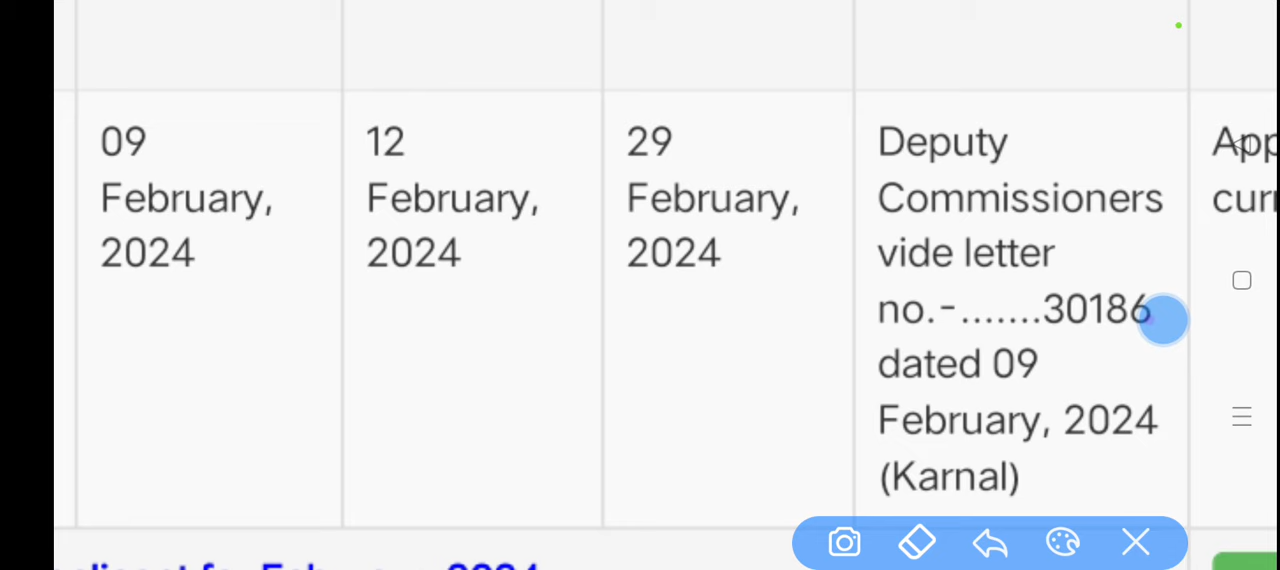 09
February,
2024
12
February,
2024
29
February,
2024
Deputy
Commissioners
vide letter
no.-.......30186
dated 09
February, 2024
(Karnal)
2024